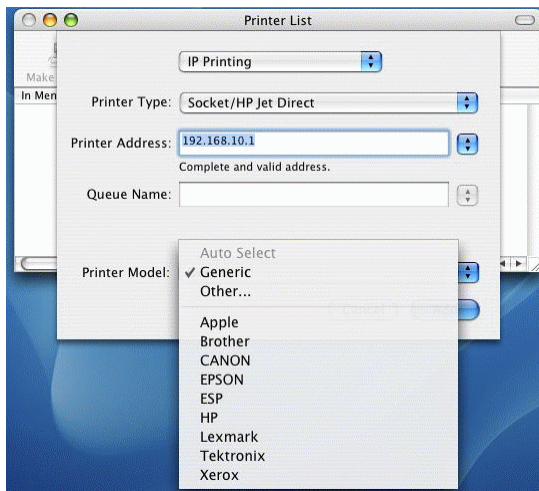 Printer List
IP Printing
Make
In Men
Printer Type: Socket/HP Jet Direct
Printer Address: 192.168.10.1
Complete and valid address.
Queue Name:
Printer Model:
Auto Select
✓ Generic
Other...
Cancel
Apple
Brother
CANON
EPSON
ESP
HP
Lexmark
Tektronix
Xerox